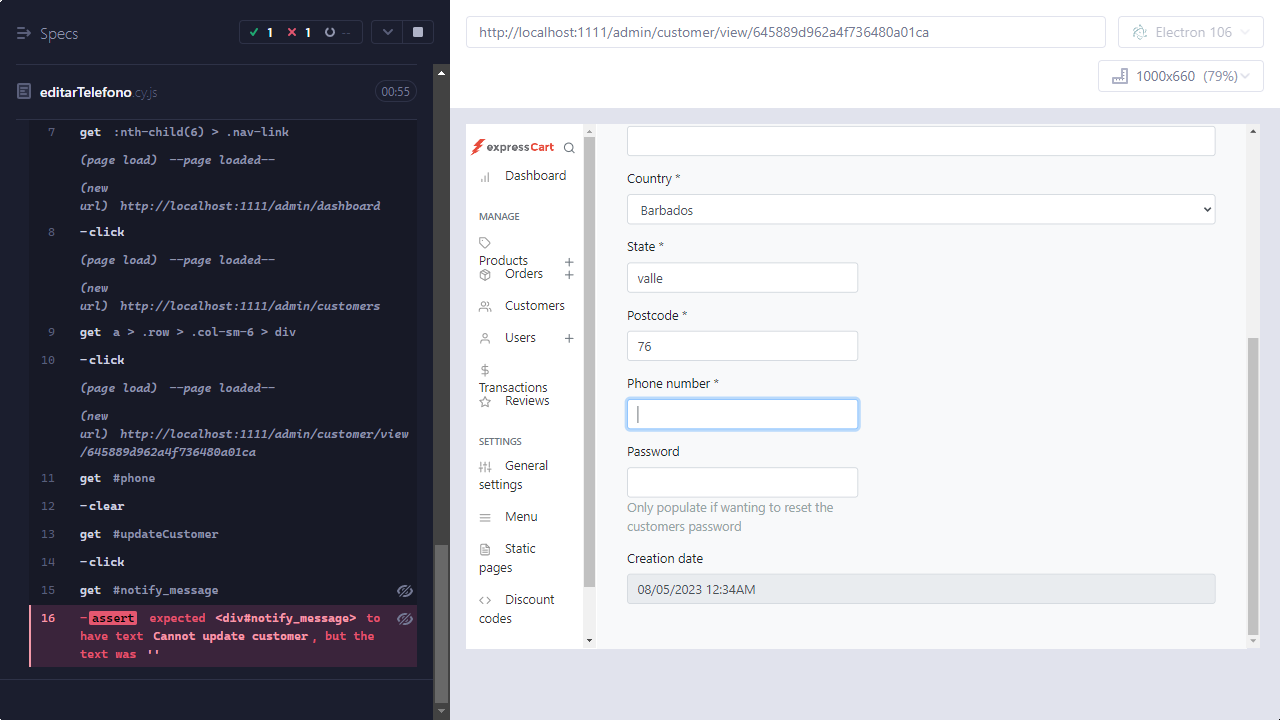 Specs
1
1
--
editarTelefono.cy.js
00:55
7 get :nth-child(6) > .nav-link
(page load) --page loaded--
(new
url) http://localhost:1111/admin/dashboard
8 -click
(page load) --page loaded--
(new
url) http://localhost:1111/admin/customers
9 get a > .row > .col-sm-6 > div
10 -click
(page load) --page loaded--
(new
url) http://localhost:1111/admin/customer/view
/645889d962a4f736480a01ca
11 get #phone
12 -clear
13 get #updateCustomer
14 -click
15 get #notify_message
16 -assert expected <div#notify_message> to
have text Cannot update customer, but the
text was ''
http://localhost:1111/admin/customer/view/645889d962a4f736480a01ca
Electron 106
1000x660 (79%)
expressCart
Dashboard
MANAGE
Products +
Orders +
Customers
Users +
Transactions
Reviews
SETTINGS
General
settings
Menu
Static
pages
Discount
codes
Country *
Barbados
State *
valle
Postcode *
76
Phone number *
Password
Only populate if wanting to reset the
customers password
Creation date
08/05/2023 12:34AM